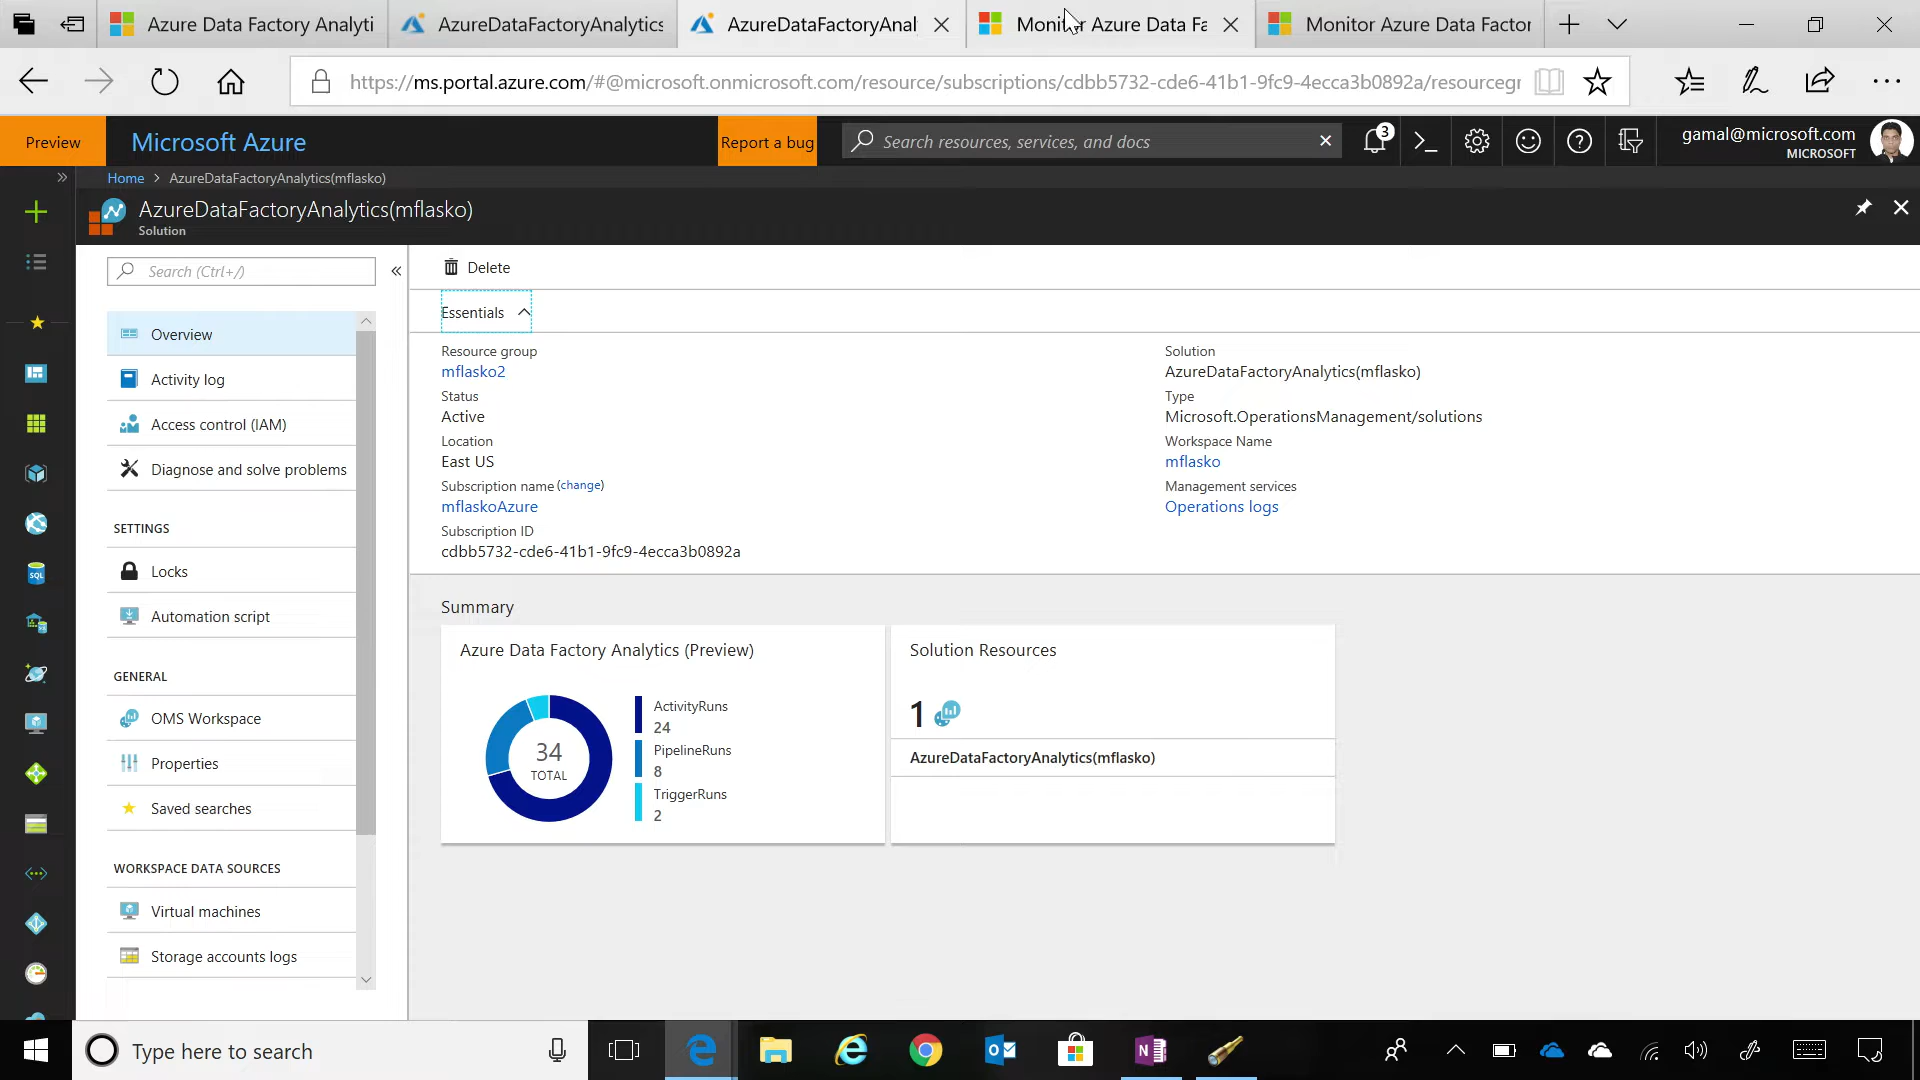 Azure Data Factory Analyti
AzureDataFactoryAnalytics
AzureDataFactoryAnal
Monitor Azure Data Fa
Monitor Azure Data Factor
https://ms.portal.azure.com/#@microsoft.onmicrosoft.com/resource/subscriptions/cdbb5732-cde6-41b1-9fc9-4ecca3b0892a/resourcegr
Preview
Microsoft Azure
Report a bug
Search resources, services, and docs
3
gamal@microsoft.com
MICROSOFT
Home > AzureDataFactoryAnalytics(mflasko)
AzureDataFactoryAnalytics(mflasko)
Solution
Search (Ctrl+/)
Overview
Activity log
Access control (IAM)
Diagnose and solve problems
SETTINGS
Locks
Automation script
GENERAL
OMS Workspace
Properties
Saved searches
WORKSPACE DATA SOURCES
Virtual machines
Storage accounts logs
Delete
Essentials
Resource group
mflasko2
Status
Active
Location
East US
Subscription name (change)
mflaskoAzure
Subscription ID
cdbb5732-cde6-41b1-9fc9-4ecca3b0892a
Solution
AzureDataFactoryAnalytics(mflasko)
Type
Microsoft.OperationsManagement/solutions
Workspace Name
mflasko
Management services
Operations logs
Summary
Azure Data Factory Analytics (Preview)
34
TOTAL
ActivityRuns
24
PipelineRuns
8
TriggerRuns
2
Solution Resources
1
AzureDataFactoryAnalytics(mflasko)
SQL
Type here to search